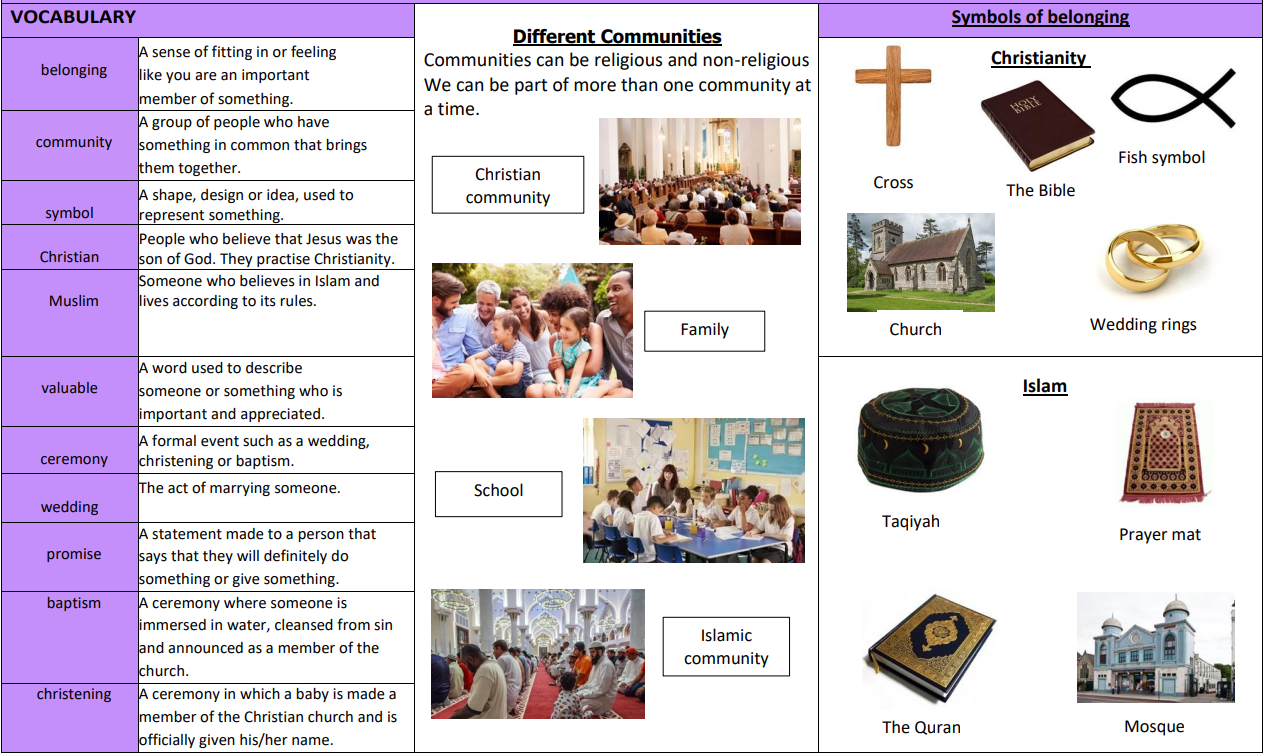 VOCABULARY
belonging
A sense of fitting in or feeling
like you are an important
member of something.
community
A group of people who have
something in common that brings
them together.
symbol
A shape, design or idea, used to
represent something.
Christian
People who believe that Jesus was the
son of God. They practise Christianity.
Muslim
Someone who believes in Islam and
lives according to its rules.
valuable
A word used to describe
someone or something who is
important and appreciated.
ceremony
A formal event such as a wedding,
christening or baptism.
wedding
The act of marrying someone.
promise
A statement made to a person that
says that they will definitely do
something or give something.
baptism
A ceremony where someone is
immersed in water, cleansed from sin
and announced as a member of the
church.
christening
A ceremony in which a baby is made a
member of the Christian church and is
officially given his/her name.
Different Communities
Communities can be religious and non-religious
We can be part of more than one community at
a time.
Christian
community
Family
School
Islamic
community
Symbols of belonging
Christianity
Cross
HOLY
BIBLE
The Bible
Fish symbol
Church
Wedding rings
Islam
Taqiyah
Prayer mat
The Quran
Mosque